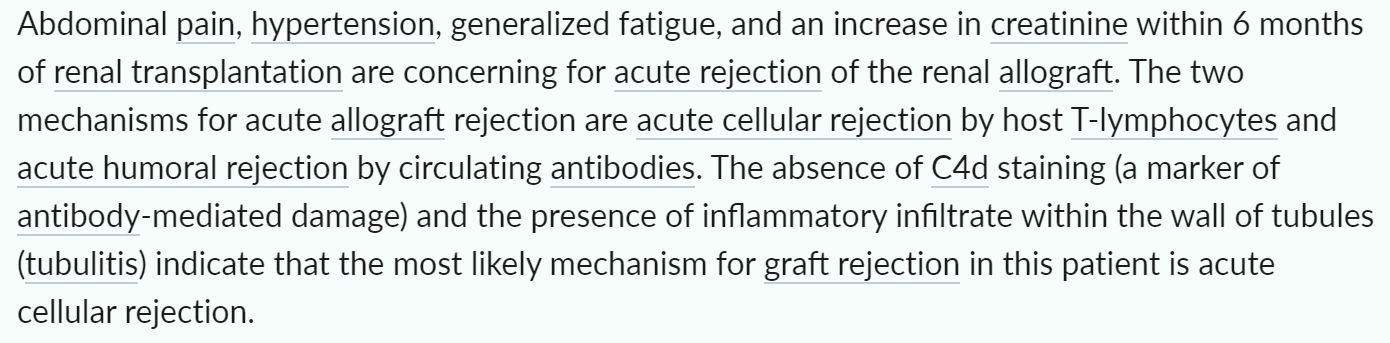 Abdominal pain, hypertension, generalized fatigue, and an increase in creatinine within 6 months
of renal transplantation are concerning for acute rejection of the renal allograft. The two
mechanisms for acute allograft rejection are acute cellular rejection by host T-lymphocytes and
acute humoral rejection by circulating antibodies. The absence of C4d staining (a marker of
antibody-mediated damage) and the presence of inflammatory infiltrate within the wall of tubules
(tubulitis) indicate that the most likely mechanism for graft rejection in this patient is acute
cellular rejection.